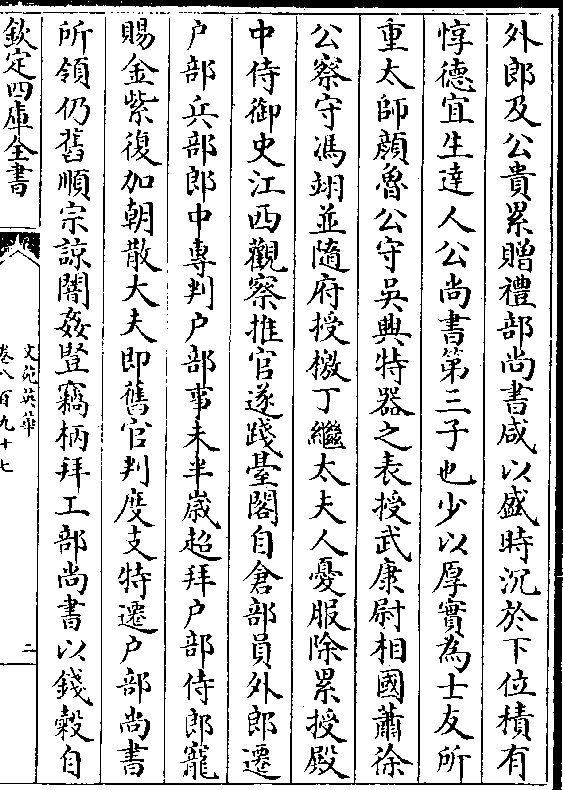 外郎及公貴累贈禮部尚書咸以盛時沉於下位積有
惇德宜生達人公尚書第三子也少以厚實為士友所
重太師顔魯公守吳興特器之表授武康尉相國蕭徐
公察守馮翊並隨府授檄丁繼太夫人憂服除累授殿
中侍御史江西觀察推官遂踐臺閣自倉部員外郎遷
户部兵部郎中專判户部事未半歳超拜户部侍郎寵
賜金紫復加朝散大夫即舊官判度支特遷户部尚書
所領仍舊順宗諒闇姦豎竊柄拜工部尚書以錢穀自
欽定四庫全書
文苑英華
卷八百九十七
二